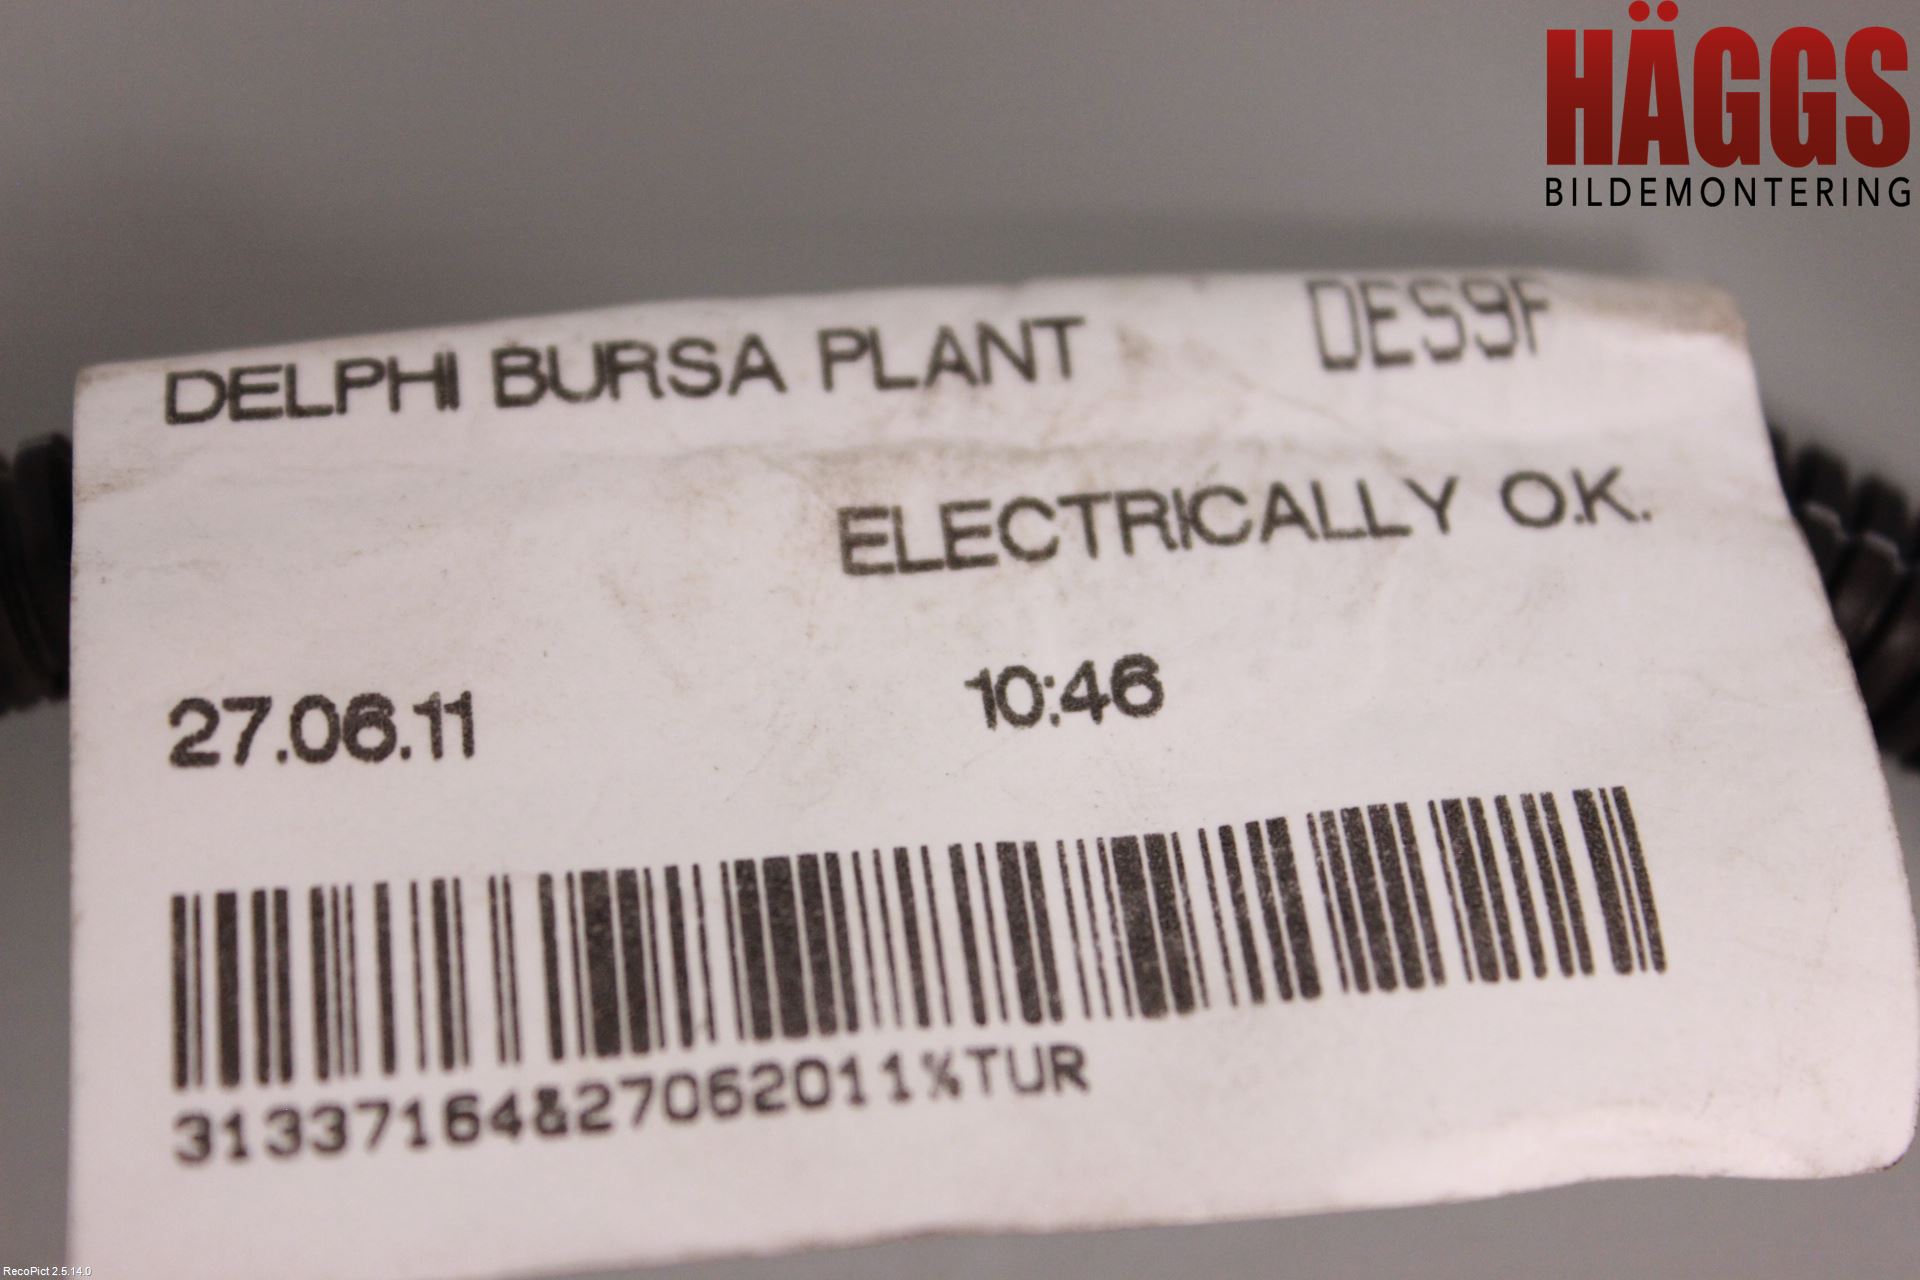 HÄGGS
BILDEMONTERING
DELPHI BURSA PLANT DES9F
ELECTRICALLY O.K.
27.06.11 10:46
31337164&27062011%TUR
RecoPict 2.5.14.0